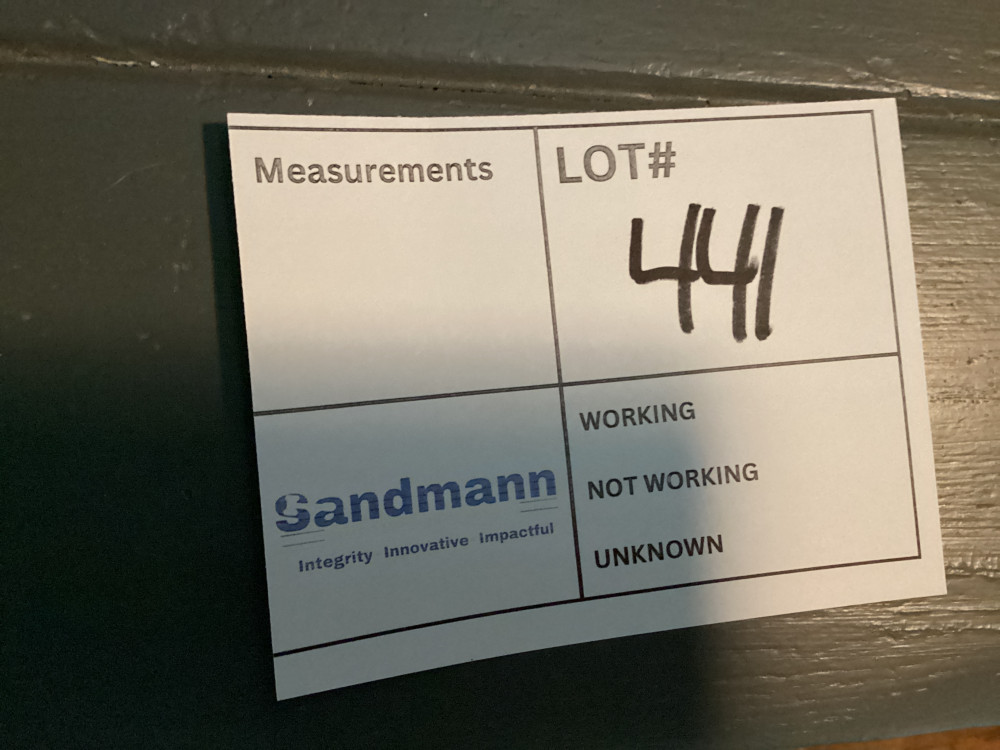 Measurements
LOT#
441
Sandmann
Integrity Innovative Impactful
WORKING
NOT WORKING
UNKNOWN